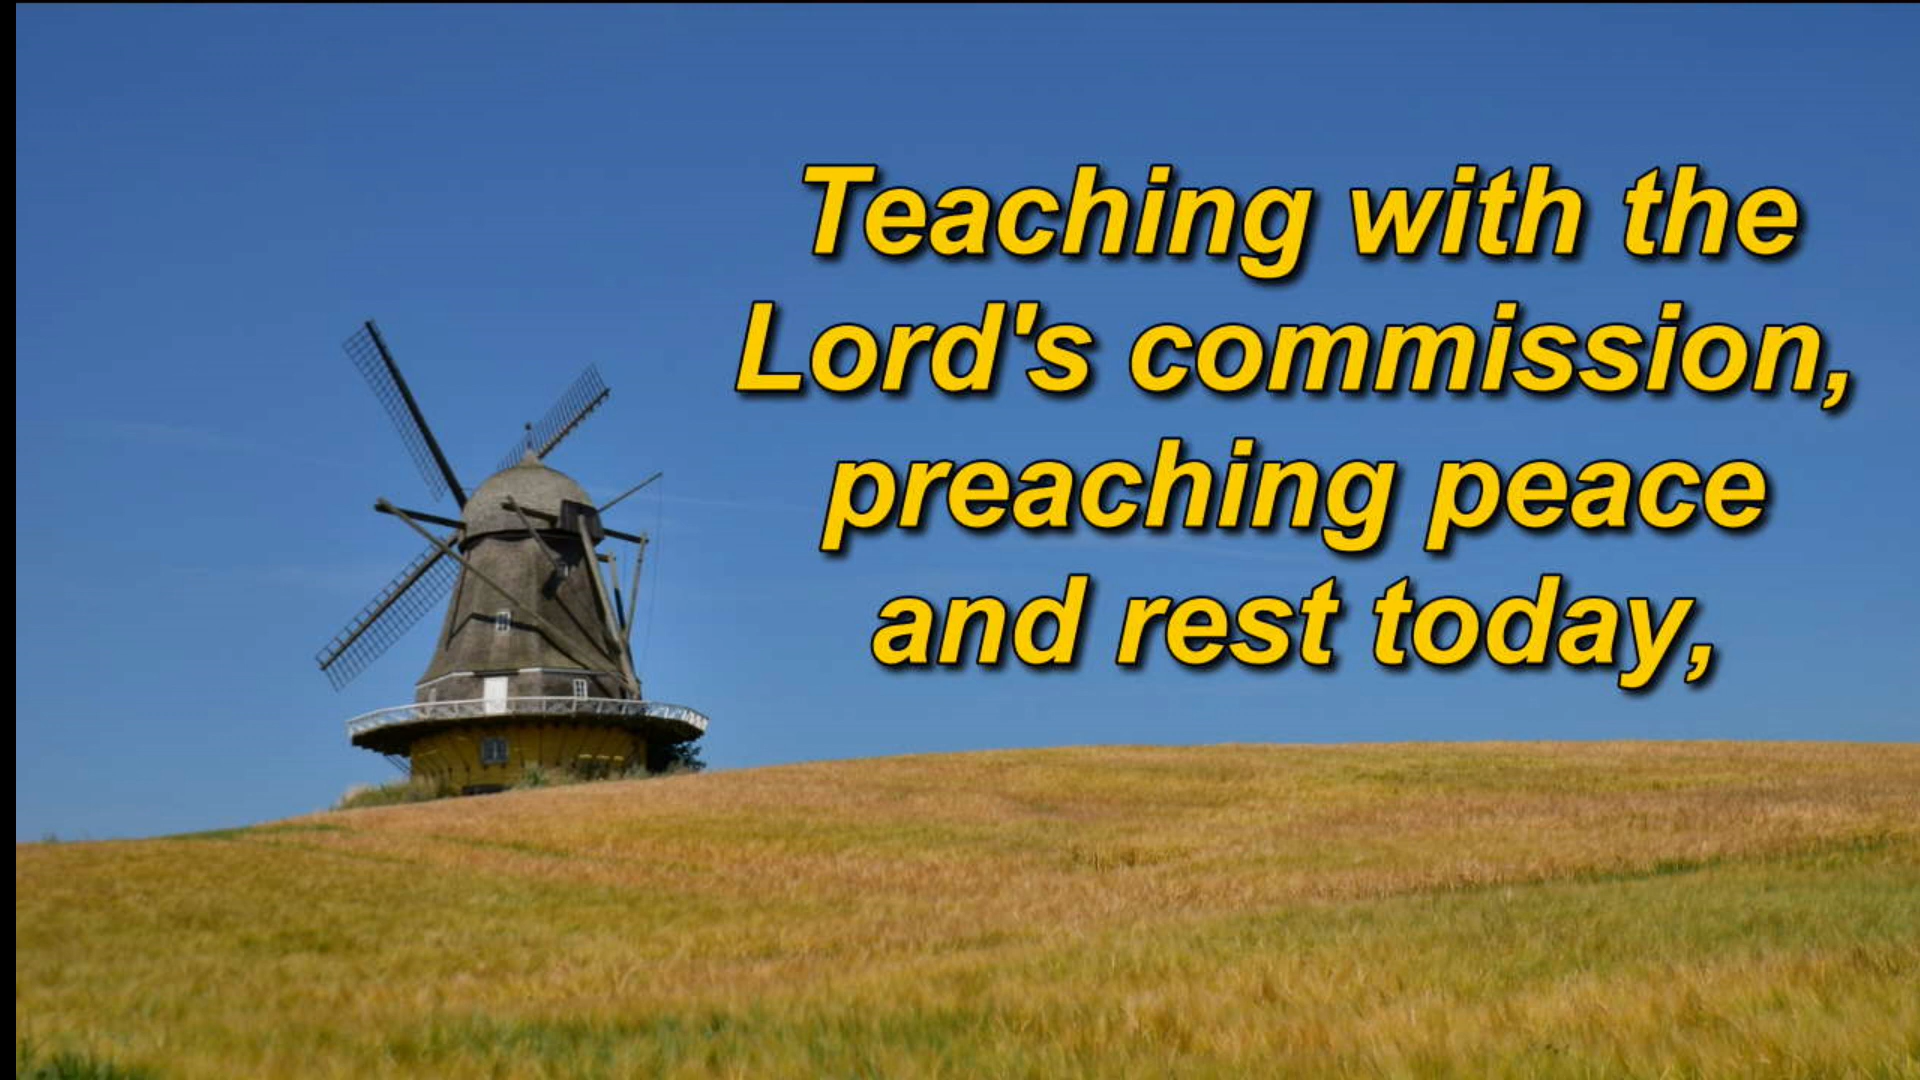 Teaching with the
Lord's commission,
preaching peace
and rest today,